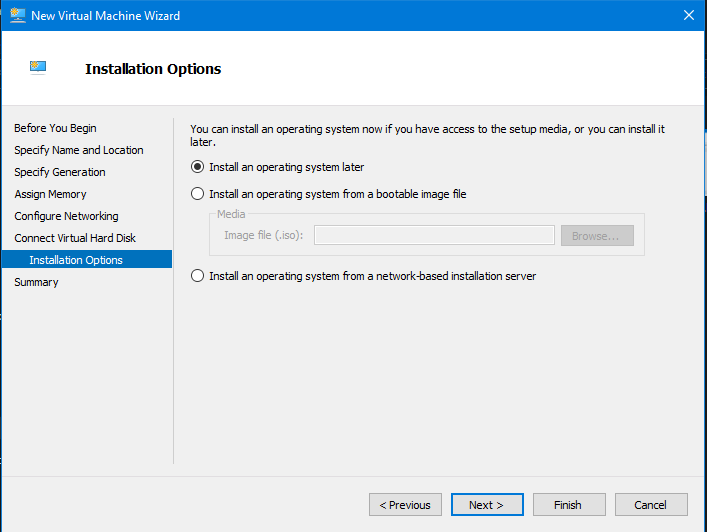 New Virtual Machine Wizard
Installation Options
Before You Begin
Specify Name and Location
Specify Generation
Assign Memory
Configure Networking
Connect Virtual Hard Disk
Installation Options
Summary
You can install an operating system now if you have access to the setup media, or you can install it
later.
Install an operating system later
Install an operating system from a bootable image file
Media
Image file (.iso):
Browse...
Install an operating system from a network-based installation server
< Previous
Next >
Finish
Cancel